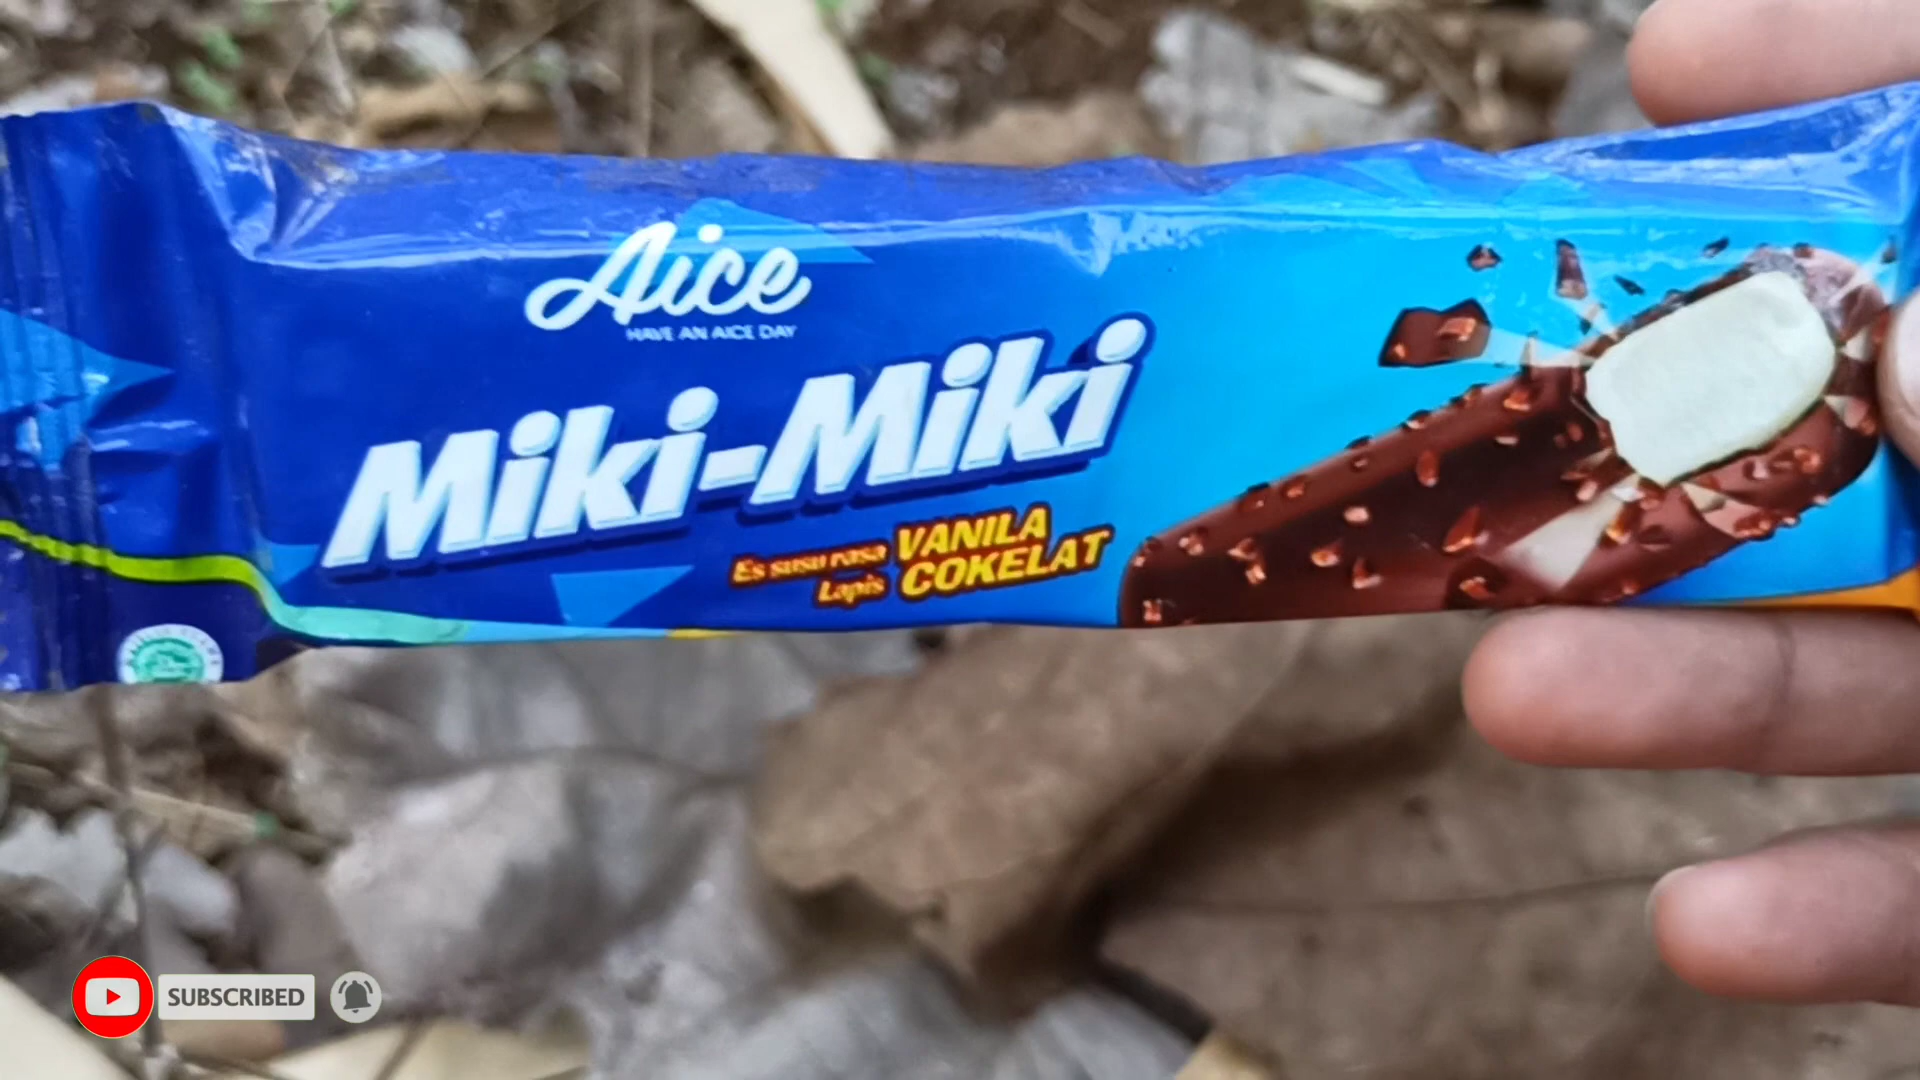 Aice
HAVE AN AICE DAY
Miki-Miki
Es susu rasa VANILA
Lapis COKELAT
SUBSCRIBED